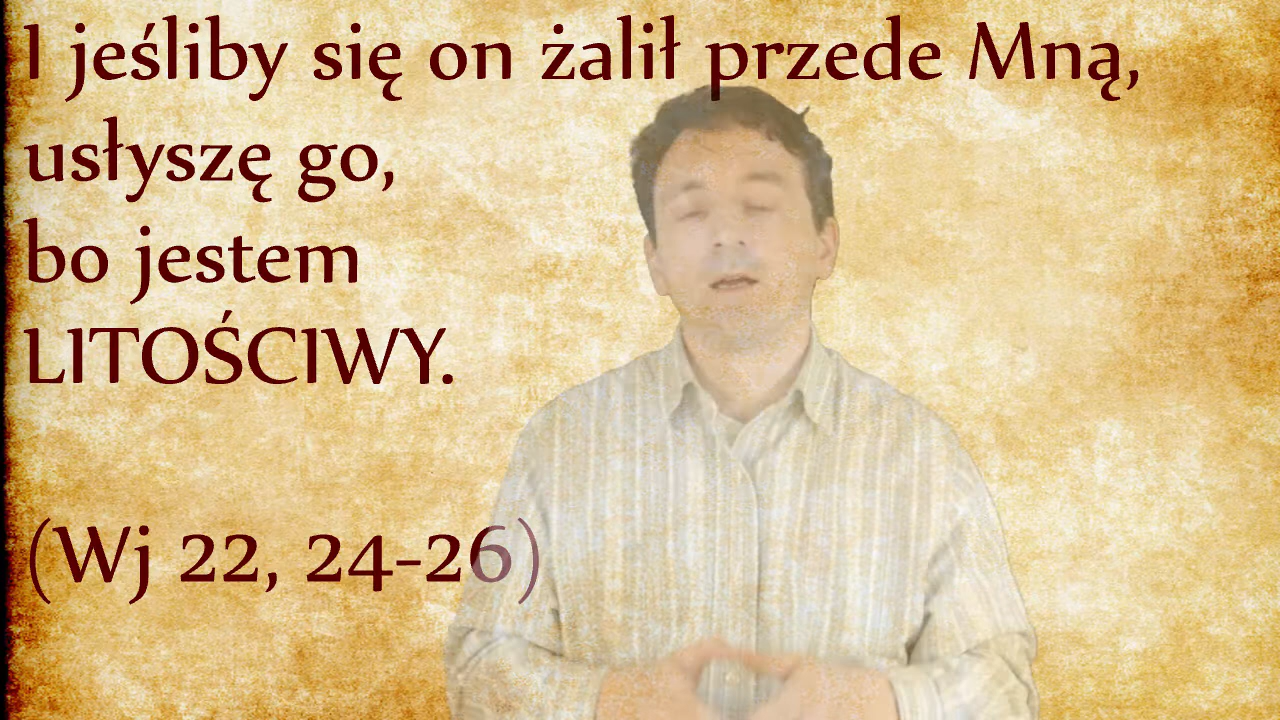 I jeśliby się on żalił przede Mną,
usłyszę go,
bo jestem
LITOŚCIWY.
(Wj 22, 24-26)